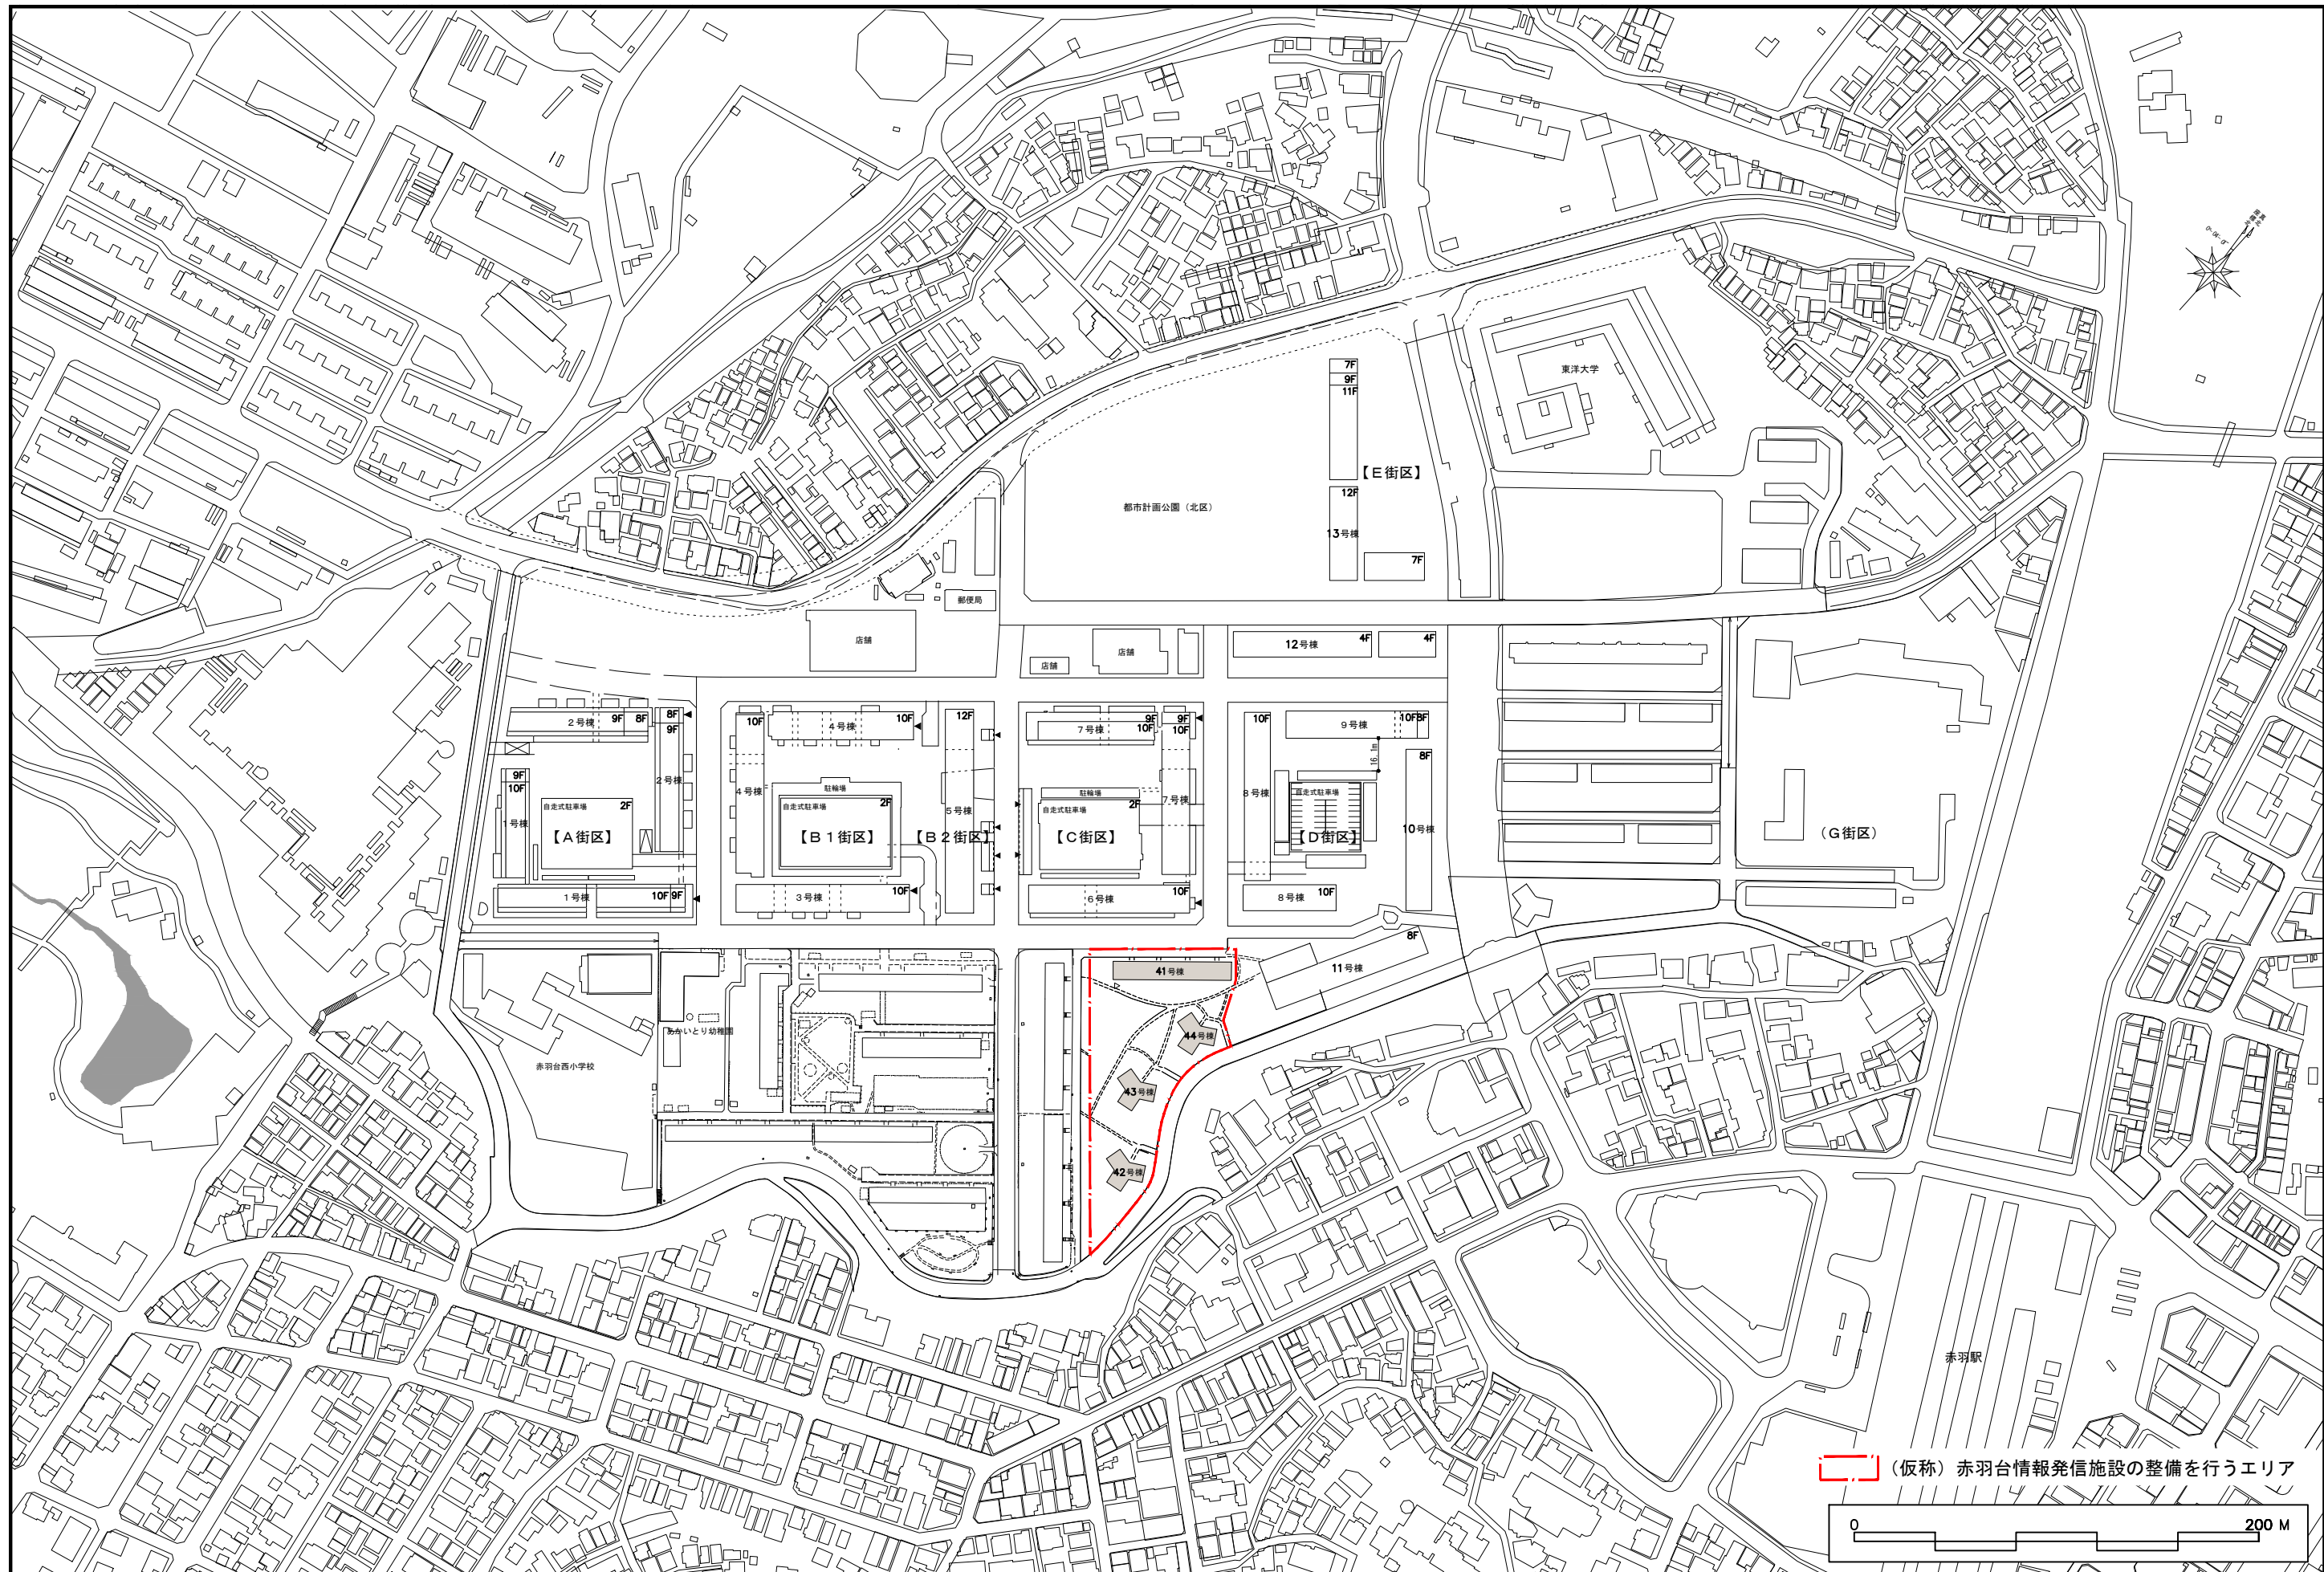 7F
9F
11F
東洋大学
【E街区】
12F
都市計画公園（北区）
13号棟
7F
郵便局
店舗
店舗
店舗
12号棟
4F
4F
2号棟
9F
8F
8F
9F
10F
4号棟
10F
12F
7号棟
9F
10F
9F
10F
10F
9号棟
10F
8F
16.1m
8F
9F
10F
2号棟
4号棟
駐輪場
駐輪場
自走式駐車場
2F
自走式駐車場
2F
5号棟
自走式駐車場
2F
7号棟
8号棟
自走式駐車場
1号棟
【A街区】
【B1街区】
【B2街区】
【C街区】
【D街区】
10号棟
（G街区）
1号棟
10F
9F
3号棟
10F
6号棟
10F
8号棟
10F
8F
41号棟
11号棟
あかいとり幼稚園
44号棟
赤羽台西小学校
43号棟
42号棟
赤羽駅
（仮称）赤羽台情報発信施設の整備を行うエリア
0
200 M